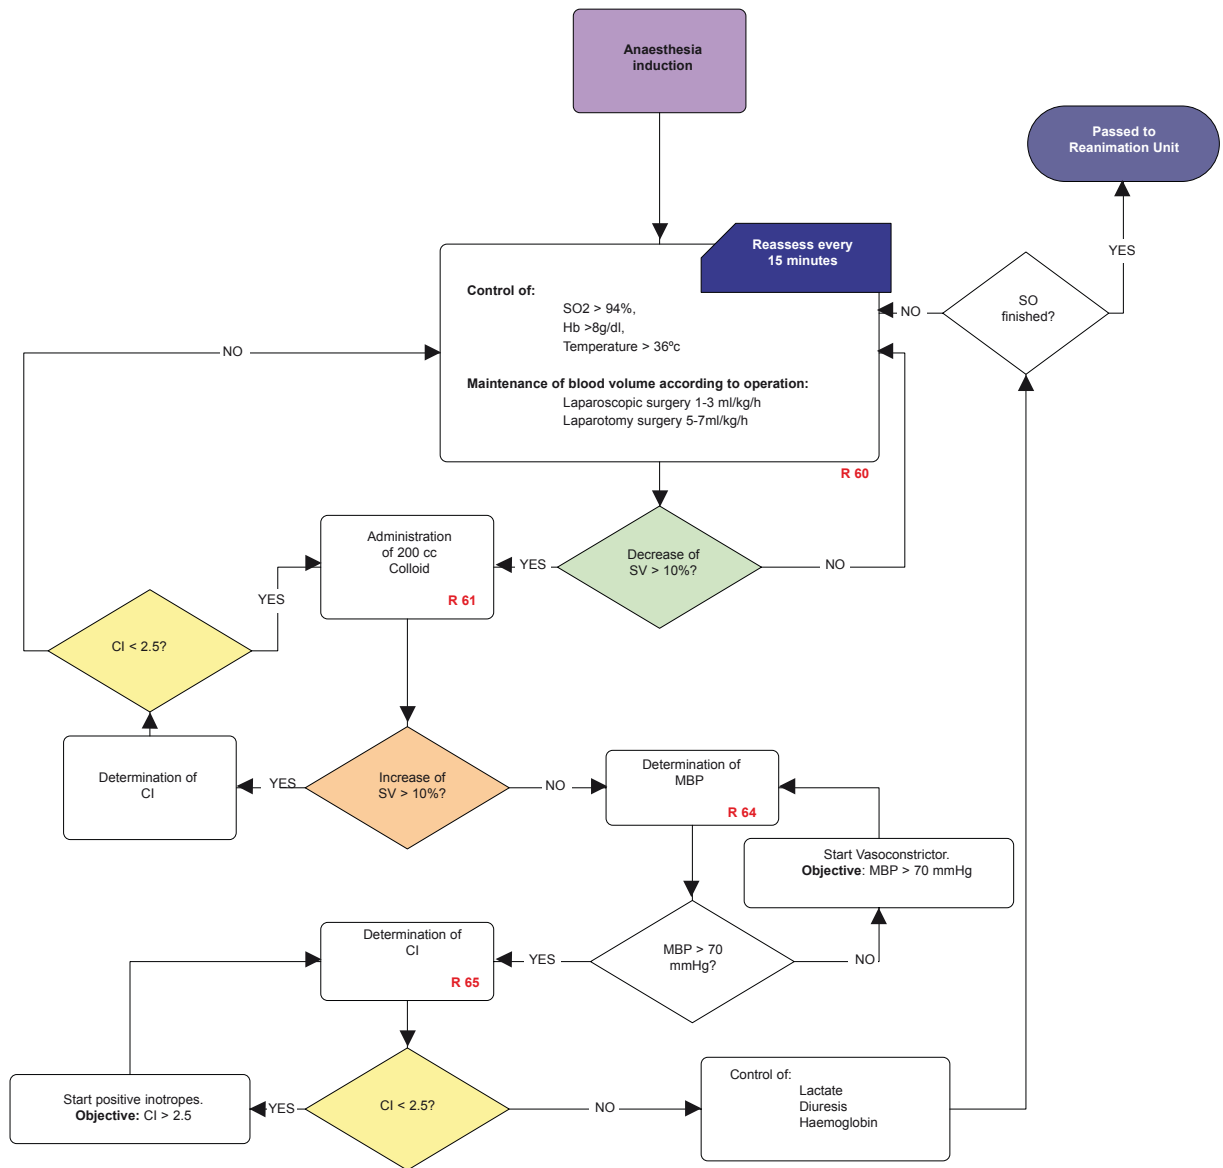 Anaesthesia
induction
Passed to
Reanimation Unit
Reassess every
15 minutes
YES
Control of:
SO2 > 94%,
Hb >8g/dl,
Temperature > 36ºc
SO
finished?
NO
NO
Maintenance of blood volume according to operation:
Laparoscopic surgery 1-3 ml/kg/h
Laparotomy surgery 5-7ml/kg/h
R 60
Administration
of 200 cc
Colloid
R 61
YES
Decrease of
SV > 10%?
NO
YES
CI < 2.5?
Determination of
CI
YES
Increase of
SV > 10%?
NO
Determination of
MBP
R 64
Start Vasoconstrictor.
Objective: MBP > 70 mmHg
Determination of
CI
R 65
YES
MBP > 70
mmHg?
NO
Start positive inotropes.
Objective: CI > 2.5
YES
CI < 2.5?
NO
Control of:
Lactate
Diuresis
Haemoglobin